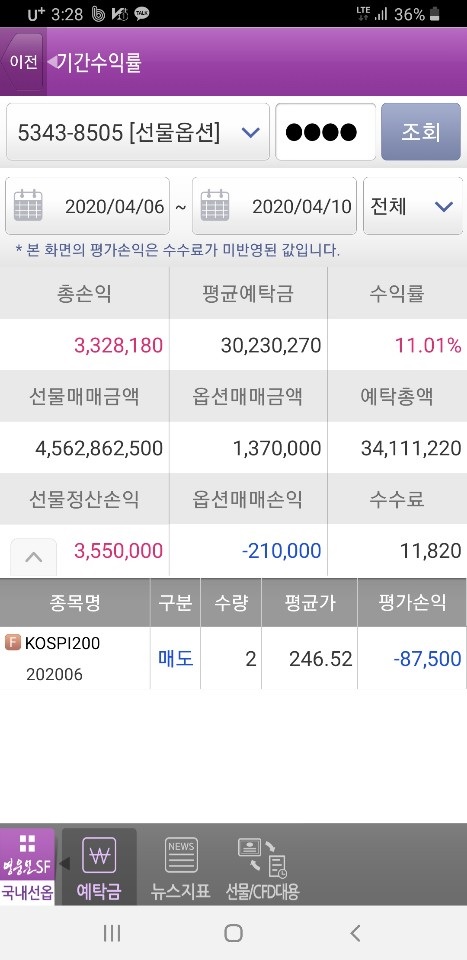 U+ 3:28 TALK LTE 36%
이전 기간수익률
5343-8505 [선물옵션] ●●●● 조회
2020/04/06 ~ 2020/04/10 전체
* 본 화면의 평가손익은 수수료가 미반영된 값입니다.
총손익 평균예탁금 수익률
3,328,180 30,230,270 11.01%
선물매매금액 옵션매매금액 예탁총액
4,562,862,500 1,370,000 34,111,220
선물정산손익 옵션매매손익 수수료
3,550,000 -210,000 11,820
종목명 구분 수량 평균가 평가손익
F KOSPI200 매도 2 246.52 -87,500
202006
영웅문SF NEWS
국내선옵 예탁금 뉴스지표 선물/CFD대용